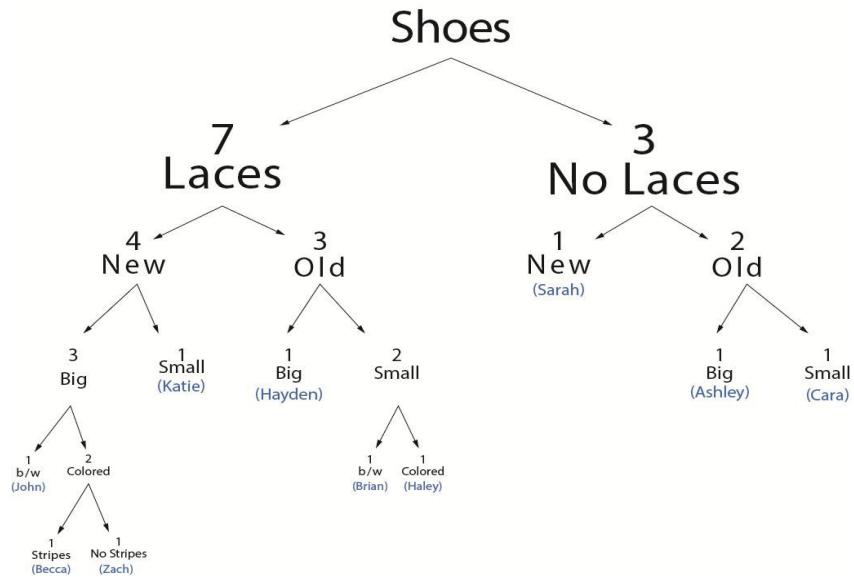 Shoes
7
Laces
3
No Laces
4
New
3
Old
1
New
(Sarah)
2
Old
3
Big
1
Small
(Katie)
1
Big
(Hayden)
2
Small
1
Big
(Ashley)
1
Small
(Cara)
1
b/w
(John)
2
Colored
1
b/w
(Brian)
1
Colored
(Haley)
1
Stripes
(Becca)
1
No Stripes
(Zach)